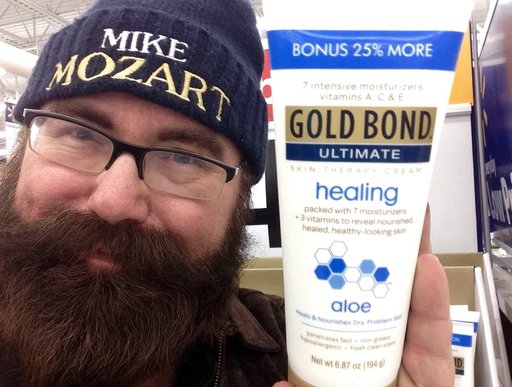 MIKE
MOZART
BONUS 25% MORE
7 intensive moisturizers
vitamins A, C & E
GOLD BOND
ULTIMATE
SKIN THERAPY CREAM
healing
packed with 7 moisturizers
+3 vitamins to reveal nourished,
healed, healthy-looking skin
aloe
Heals & Nourishes Dry, Problem Skin
penetrates fast • non-greasy
hypoallergenic • fresh clean scent
Net wt 6.87 oz (194g)